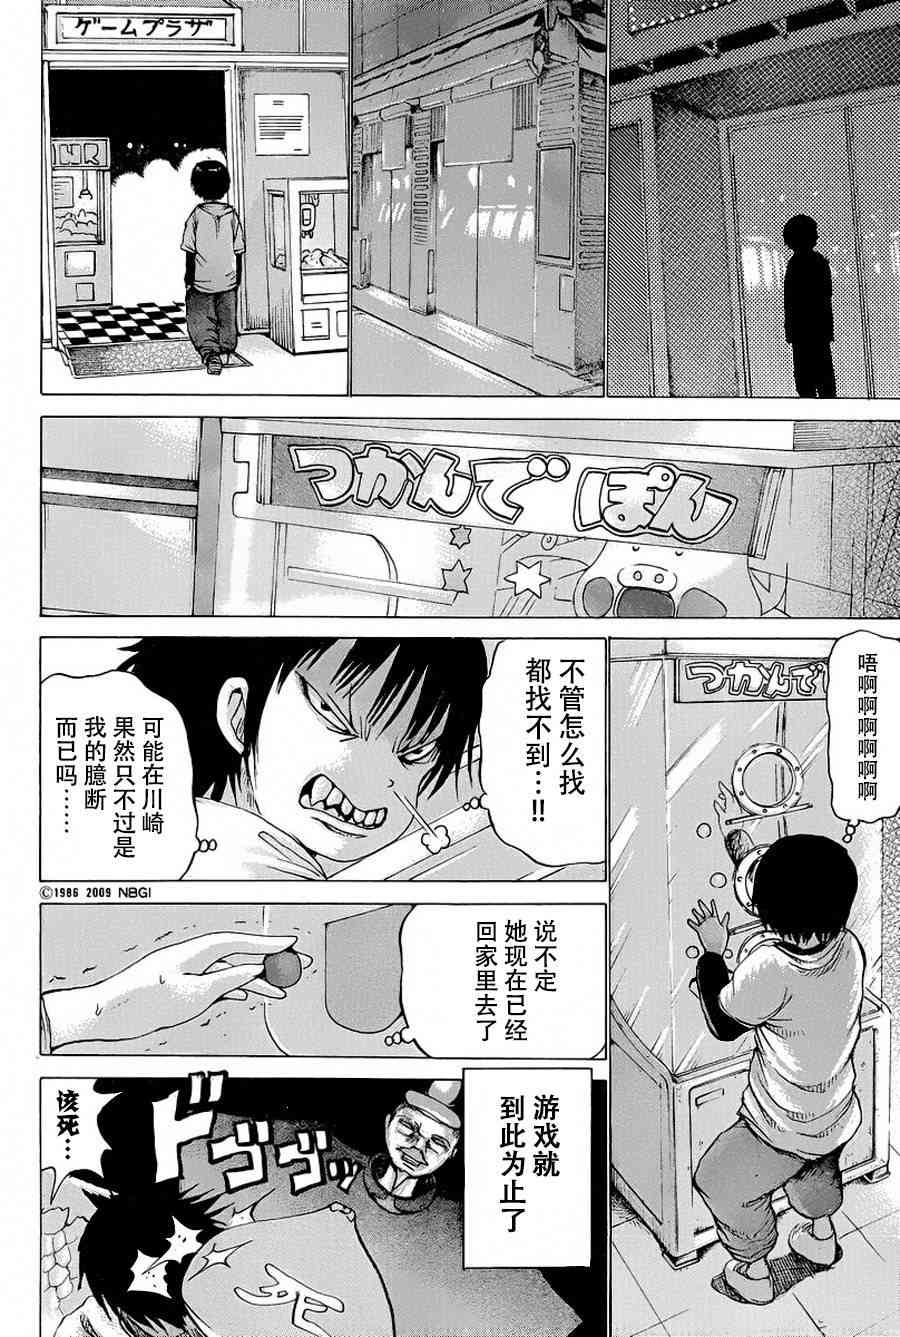 ゲームプラザ
INR
つかんで ぽん
唔啊啊啊啊啊
つかんで
不管怎么找
都找不到…!!
可能在川崎
果然只不过是
我的臆断
而已吗……
©1986 2009 NBGI
说不定
她现在已经
回家里去了
游戏就
到此为止了
ドゴゴッ
该死…
死